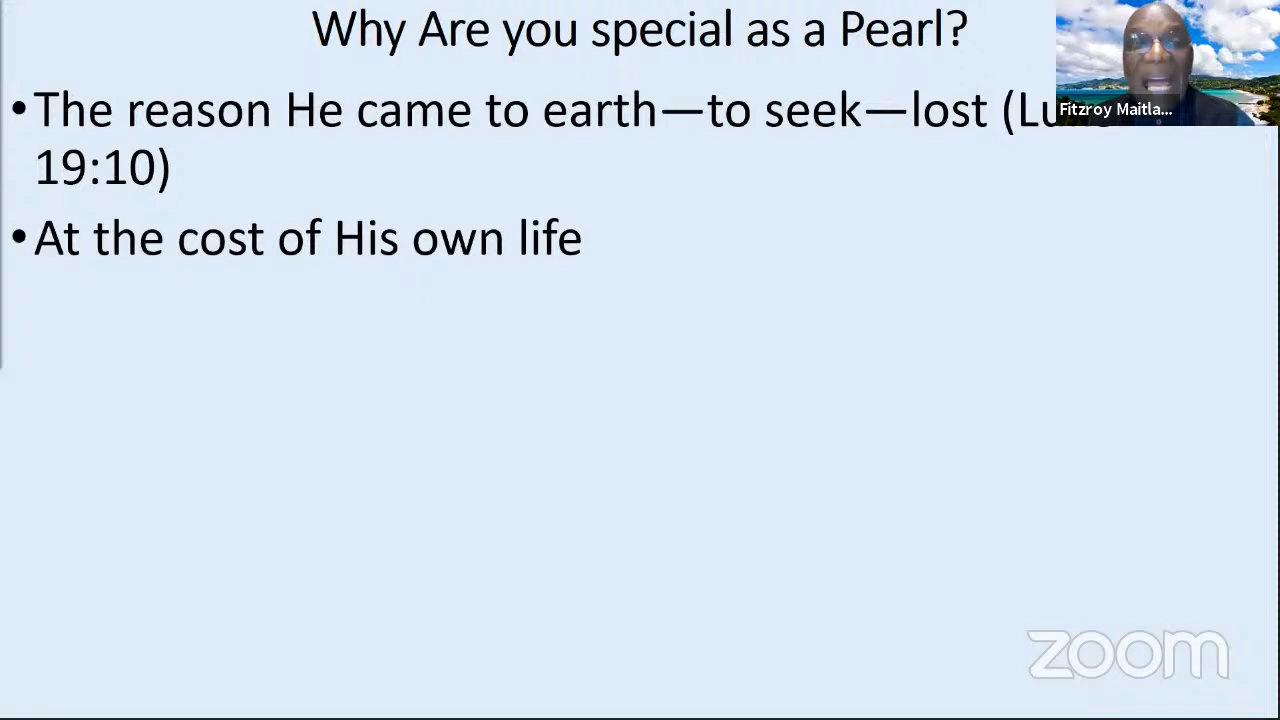 Why Are you special as a Pearl?
•The reason He came to earth—to seek—lost (Lu
19:10)
•At the cost of His own life
Fitzroy Maitla...
zoom